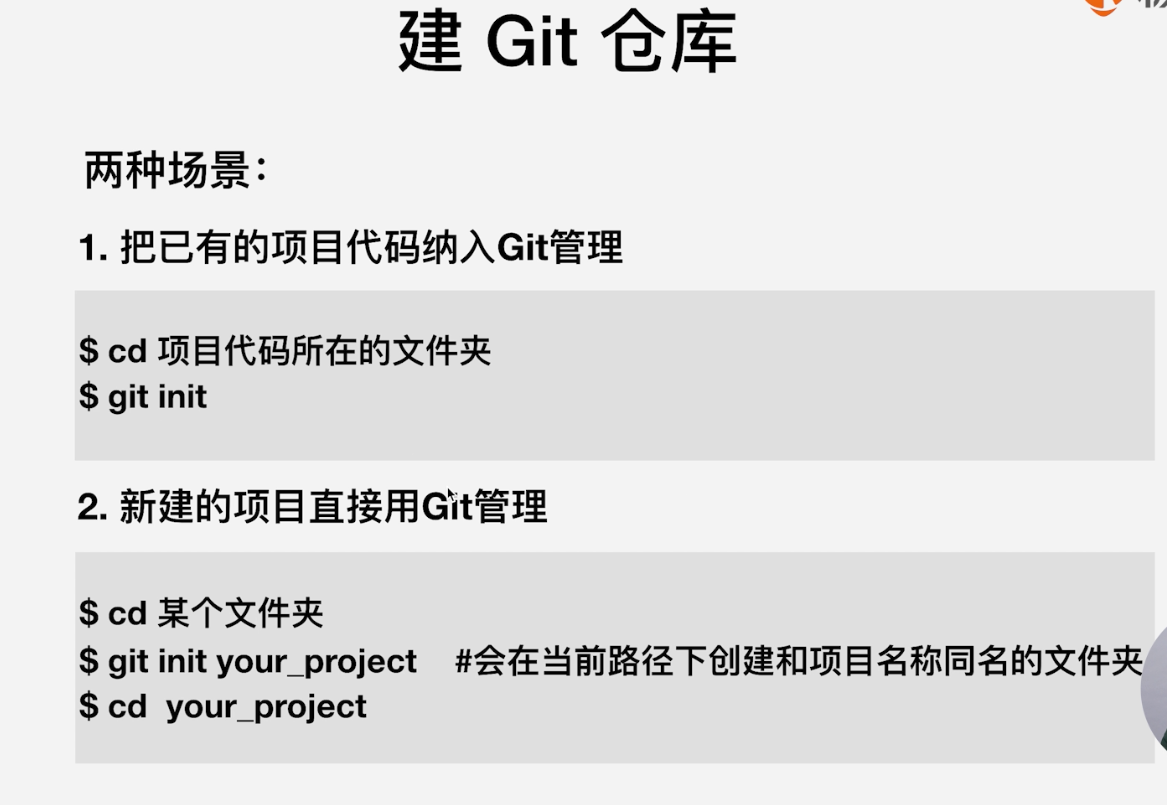 建 Git 仓库
两种场景：
1. 把已有的项目代码纳入Git管理
$ cd 项目代码所在的文件夹
$ git init
2. 新建的项目直接用Git管理
$ cd 某个文件夹
$ git init your_project #会在当前路径下创建和项目名称同名的文件夹
$ cd your_project